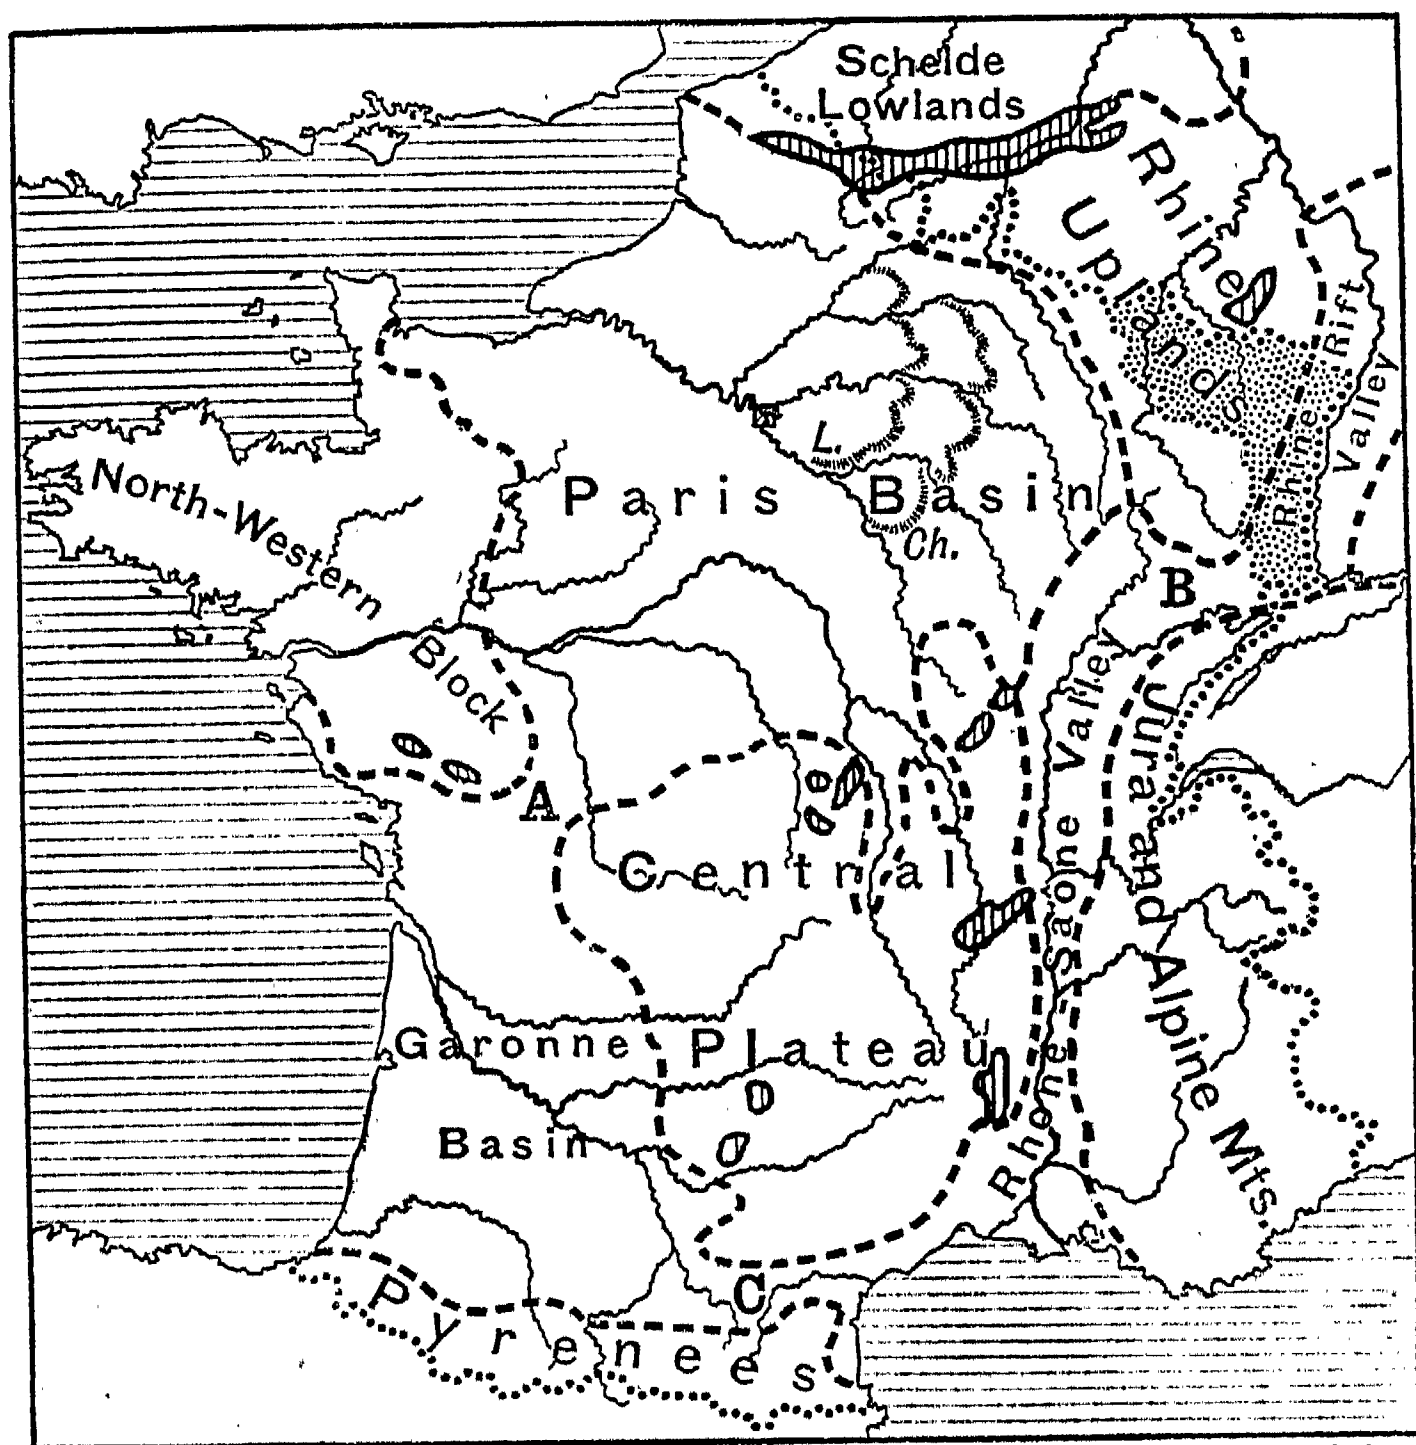 Schelde
Lowlands
Rhine
Uplands
Rhine Rift
Valley
L.
North-Western
Block
Paris Basin
Ch.
A
B
Central
Plateau
Rhone Saone Valley
Jura and Alpine Mts.
Garonne
Basin
C
Pyrenees